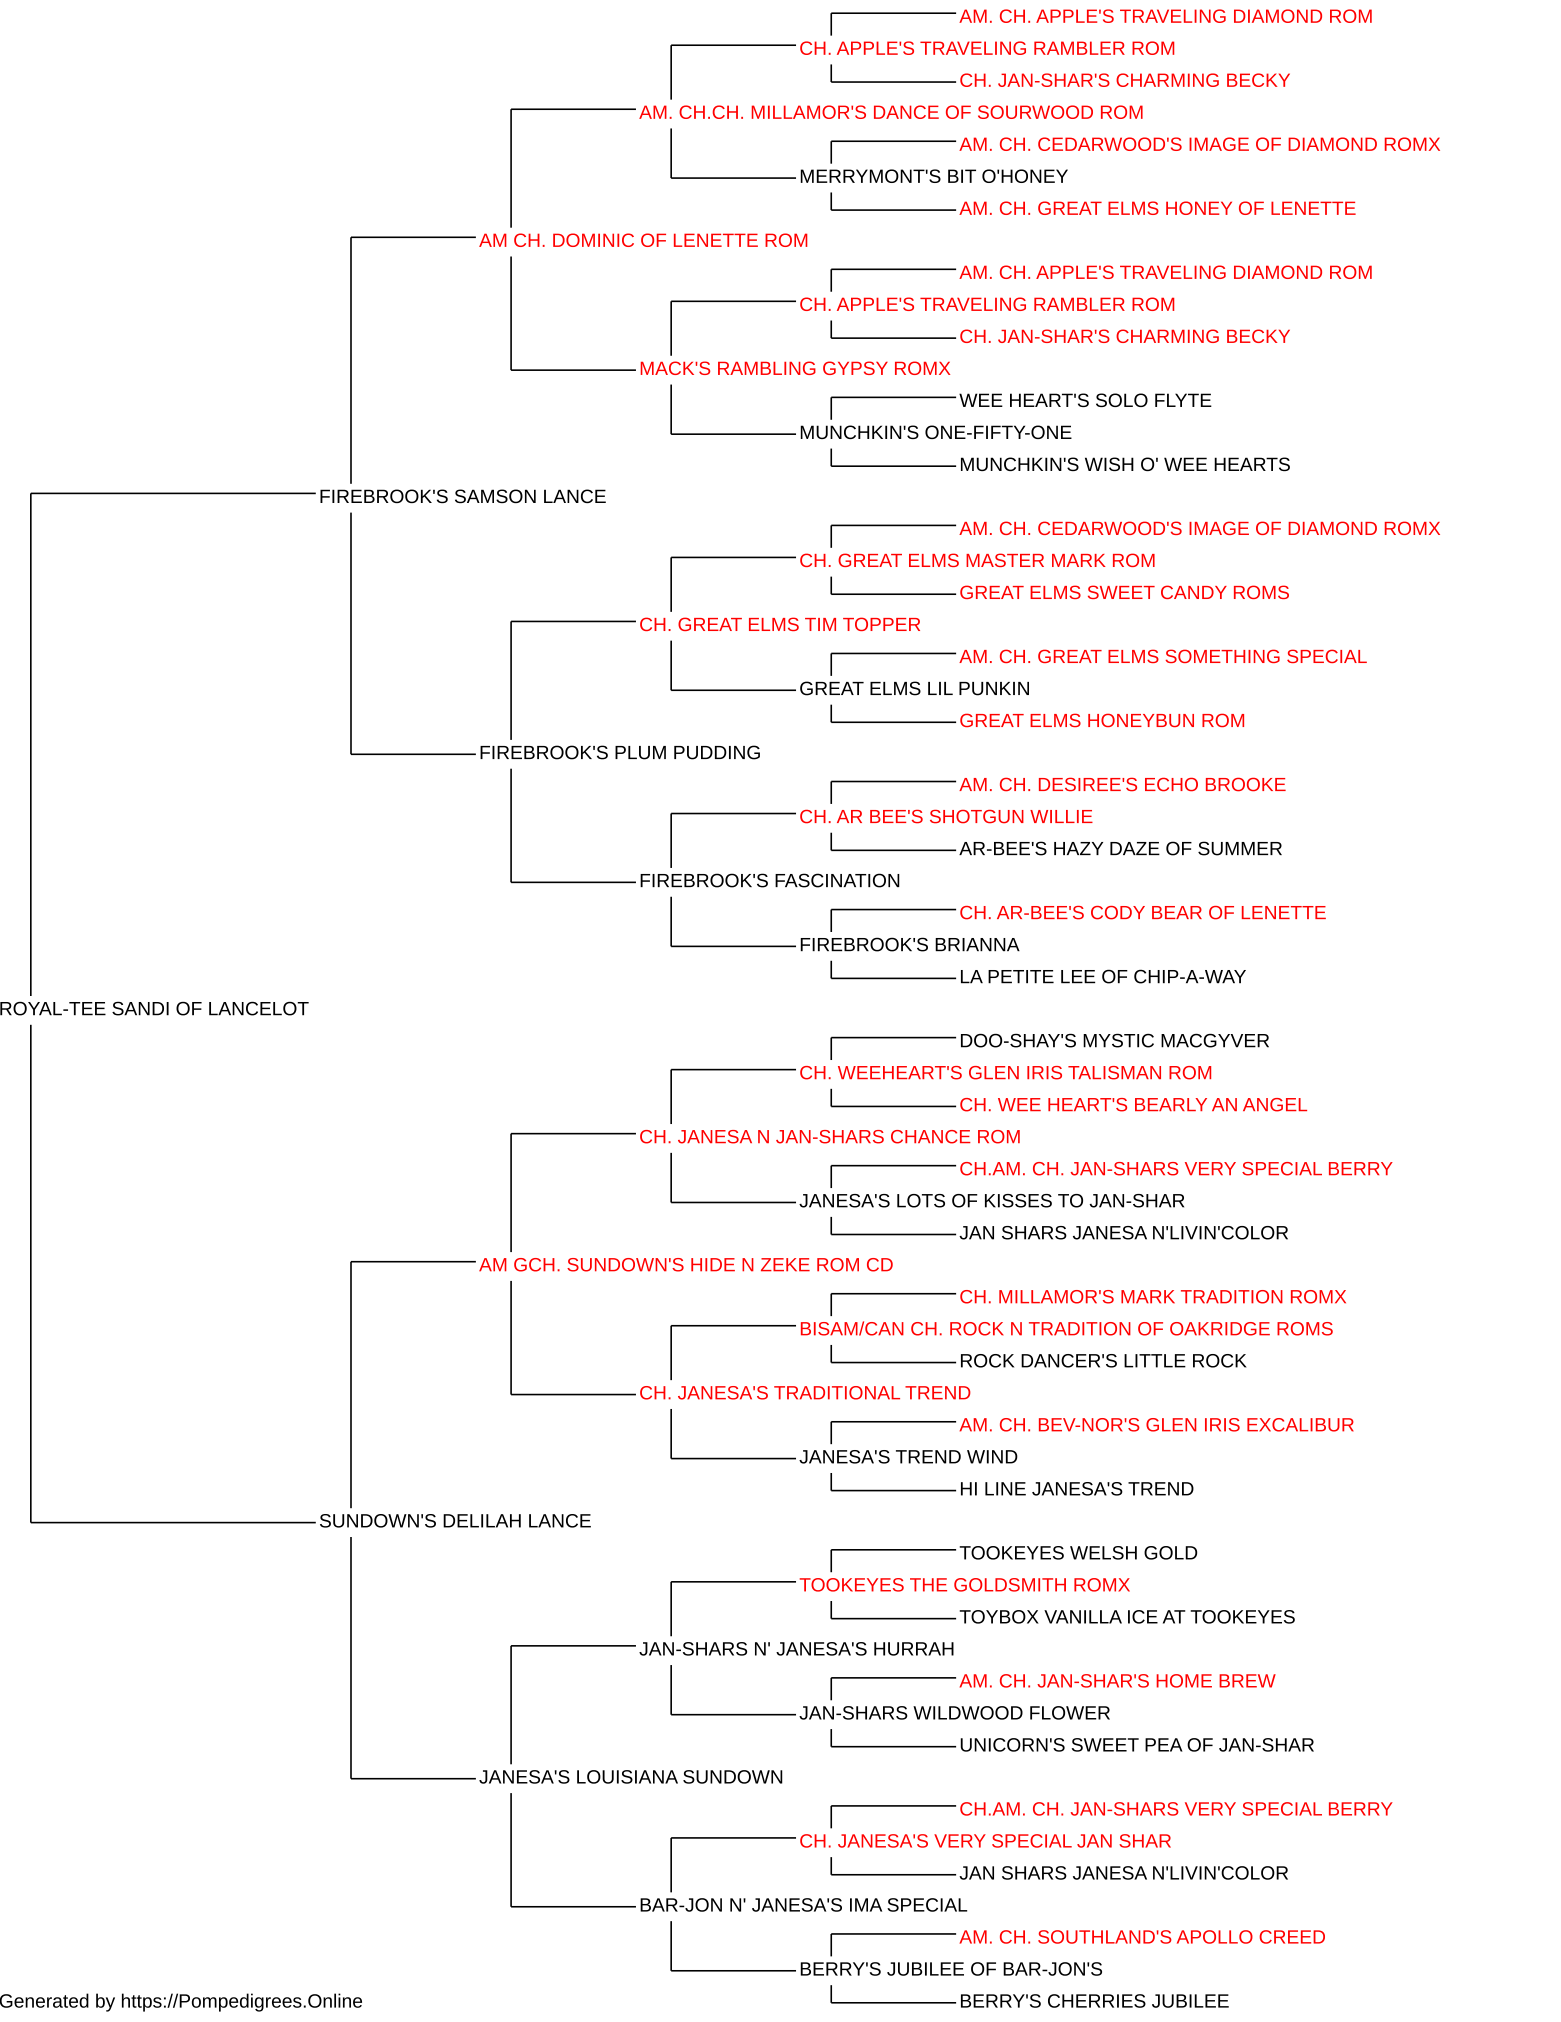 AM. CH. APPLE'S TRAVELING DIAMOND ROM
CH. APPLE'S TRAVELING RAMBLER ROM
CH. JAN-SHAR'S CHARMING BECKY
AM. CH.CH. MILLAMOR'S DANCE OF SOURWOOD ROM
AM. CH. CEDARWOOD'S IMAGE OF DIAMOND ROMX
MERRYMONT'S BIT O'HONEY
AM. CH. GREAT ELMS HONEY OF LENETTE
AM CH. DOMINIC OF LENETTE ROM
AM. CH. APPLE'S TRAVELING DIAMOND ROM
CH. APPLE'S TRAVELING RAMBLER ROM
CH. JAN-SHAR'S CHARMING BECKY
MACK'S RAMBLING GYPSY ROMX
WEE HEART'S SOLO FLYTE
MUNCHKIN'S ONE-FIFTY-ONE
MUNCHKIN'S WISH O' WEE HEARTS
FIREBROOK'S SAMSON LANCE
AM. CH. CEDARWOOD'S IMAGE OF DIAMOND ROMX
CH. GREAT ELMS MASTER MARK ROM
GREAT ELMS SWEET CANDY ROMS
CH. GREAT ELMS TIM TOPPER
AM. CH. GREAT ELMS SOMETHING SPECIAL
GREAT ELMS LIL PUNKIN
GREAT ELMS HONEYBUN ROM
FIREBROOK'S PLUM PUDDING
AM. CH. DESIREE'S ECHO BROOKE
CH. AR BEE'S SHOTGUN WILLIE
AR-BEE'S HAZY DAZE OF SUMMER
FIREBROOK'S FASCINATION
CH. AR-BEE'S CODY BEAR OF LENETTE
FIREBROOK'S BRIANNA
LA PETITE LEE OF CHIP-A-WAY
ROYAL-TEE SANDI OF LANCELOT
DOO-SHAY'S MYSTIC MACGYVER
CH. WEEHEART'S GLEN IRIS TALISMAN ROM
CH. WEE HEART'S BEARLY AN ANGEL
CH. JANESA N JAN-SHARS CHANCE ROM
CH.AM. CH. JAN-SHARS VERY SPECIAL BERRY
JANESA'S LOTS OF KISSES TO JAN-SHAR
JAN SHARS JANESA N'LIVIN'COLOR
AM GCH. SUNDOWN'S HIDE N ZEKE ROM CD
CH. MILLAMOR'S MARK TRADITION ROMX
BISAM/CAN CH. ROCK N TRADITION OF OAKRIDGE ROMS
ROCK DANCER'S LITTLE ROCK
CH. JANESA'S TRADITIONAL TREND
AM. CH. BEV-NOR'S GLEN IRIS EXCALIBUR
JANESA'S TREND WIND
HI LINE JANESA'S TREND
SUNDOWN'S DELILAH LANCE
TOOKEYES WELSH GOLD
TOOKEYES THE GOLDSMITH ROMX
TOYBOX VANILLA ICE AT TOOKEYES
JAN-SHARS N' JANESA'S HURRAH
AM. CH. JAN-SHAR'S HOME BREW
JAN-SHARS WILDWOOD FLOWER
UNICORN'S SWEET PEA OF JAN-SHAR
JANESA'S LOUISIANA SUNDOWN
CH.AM. CH. JAN-SHARS VERY SPECIAL BERRY
CH. JANESA'S VERY SPECIAL JAN SHAR
JAN SHARS JANESA N'LIVIN'COLOR
BAR-JON N' JANESA'S IMA SPECIAL
AM. CH. SOUTHLAND'S APOLLO CREED
BERRY'S JUBILEE OF BAR-JON'S
BERRY'S CHERRIES JUBILEE
Generated by https://Pompedigrees.Online